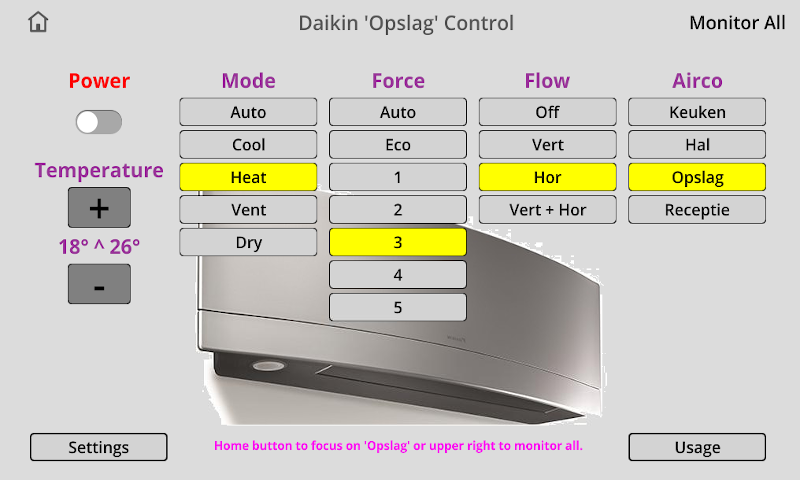 Daikin 'Opslag' Control
Monitor All
Power
Mode
Force
Flow
Airco
Auto
Auto
Off
Keuken
Cool
Eco
Vert
Hal
Temperature
Heat
1
Hor
Opslag
+
Vent
2
Vert + Hor
Receptie
18° ^ 26°
Dry
3
-
4
5
Settings
Home button to focus on 'Opslag' or upper right to monitor all.
Usage